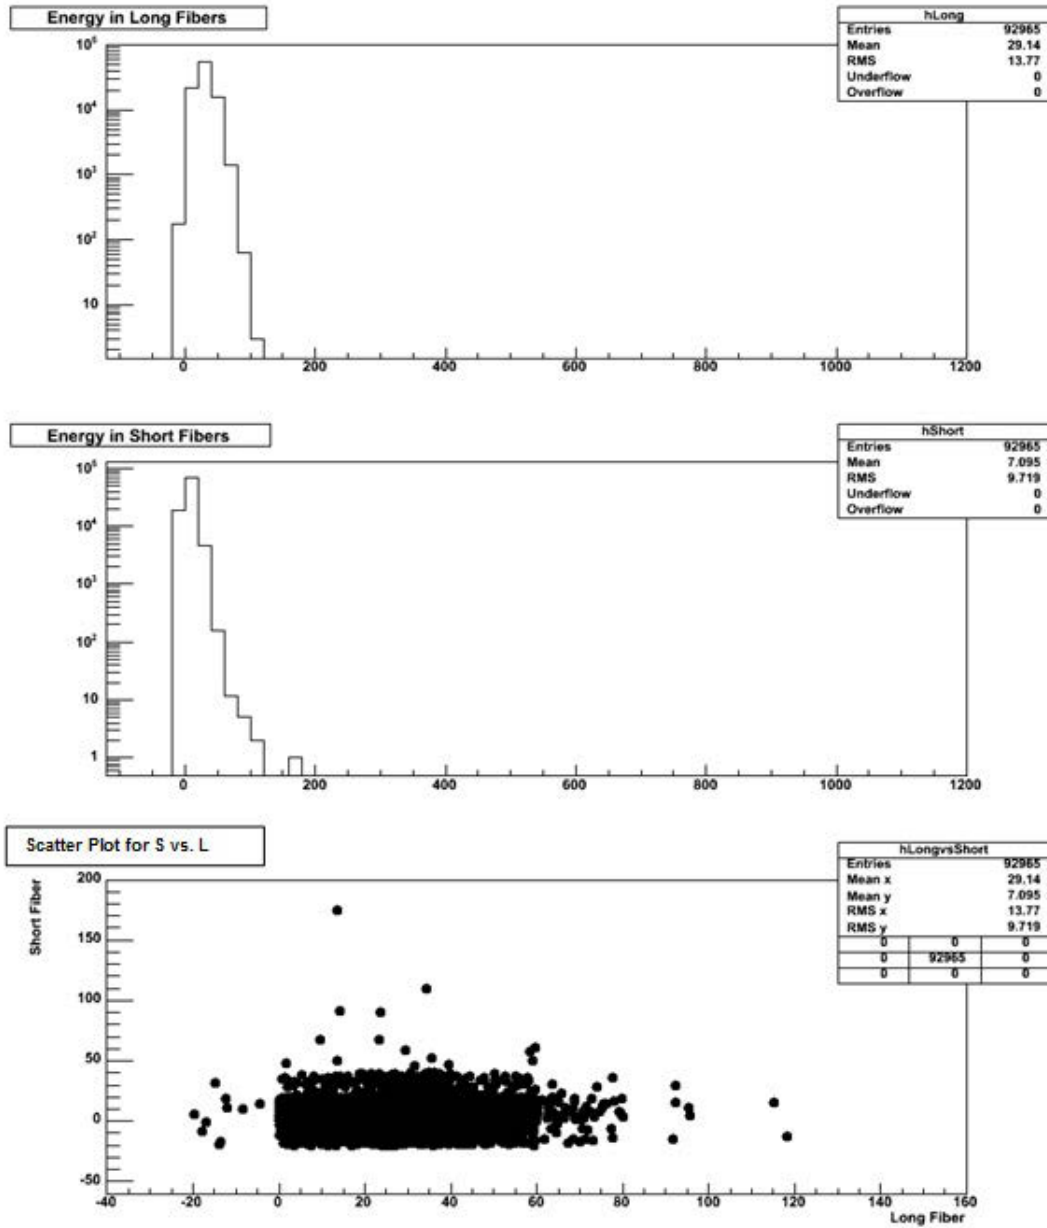 Energy in Long Fibers
hLong
Entries 92965
Mean 29.14
RMS 13.77
Underflow 0
Overflow 0
10⁵
10⁴
10³
10²
10
0 200 400 600 800 1000 1200
Energy in Short Fibers
hShort
Entries 92965
Mean 7.095
RMS 9.719
Underflow 0
Overflow 0
10⁵
10⁴
10³
10²
10
1
0 200 400 600 800 1000 1200
Scatter Plot for S vs. L
hLongvsShort
Entries 92965
Mean x 29.14
Mean y 7.095
RMS x 13.77
RMS y 9.719
0 0 0
0 92965 0
0 0 0
Short Fiber
200
150
100
50
0
-50
-40 -20 0 20 40 60 80 100 120 140 160
Long Fiber